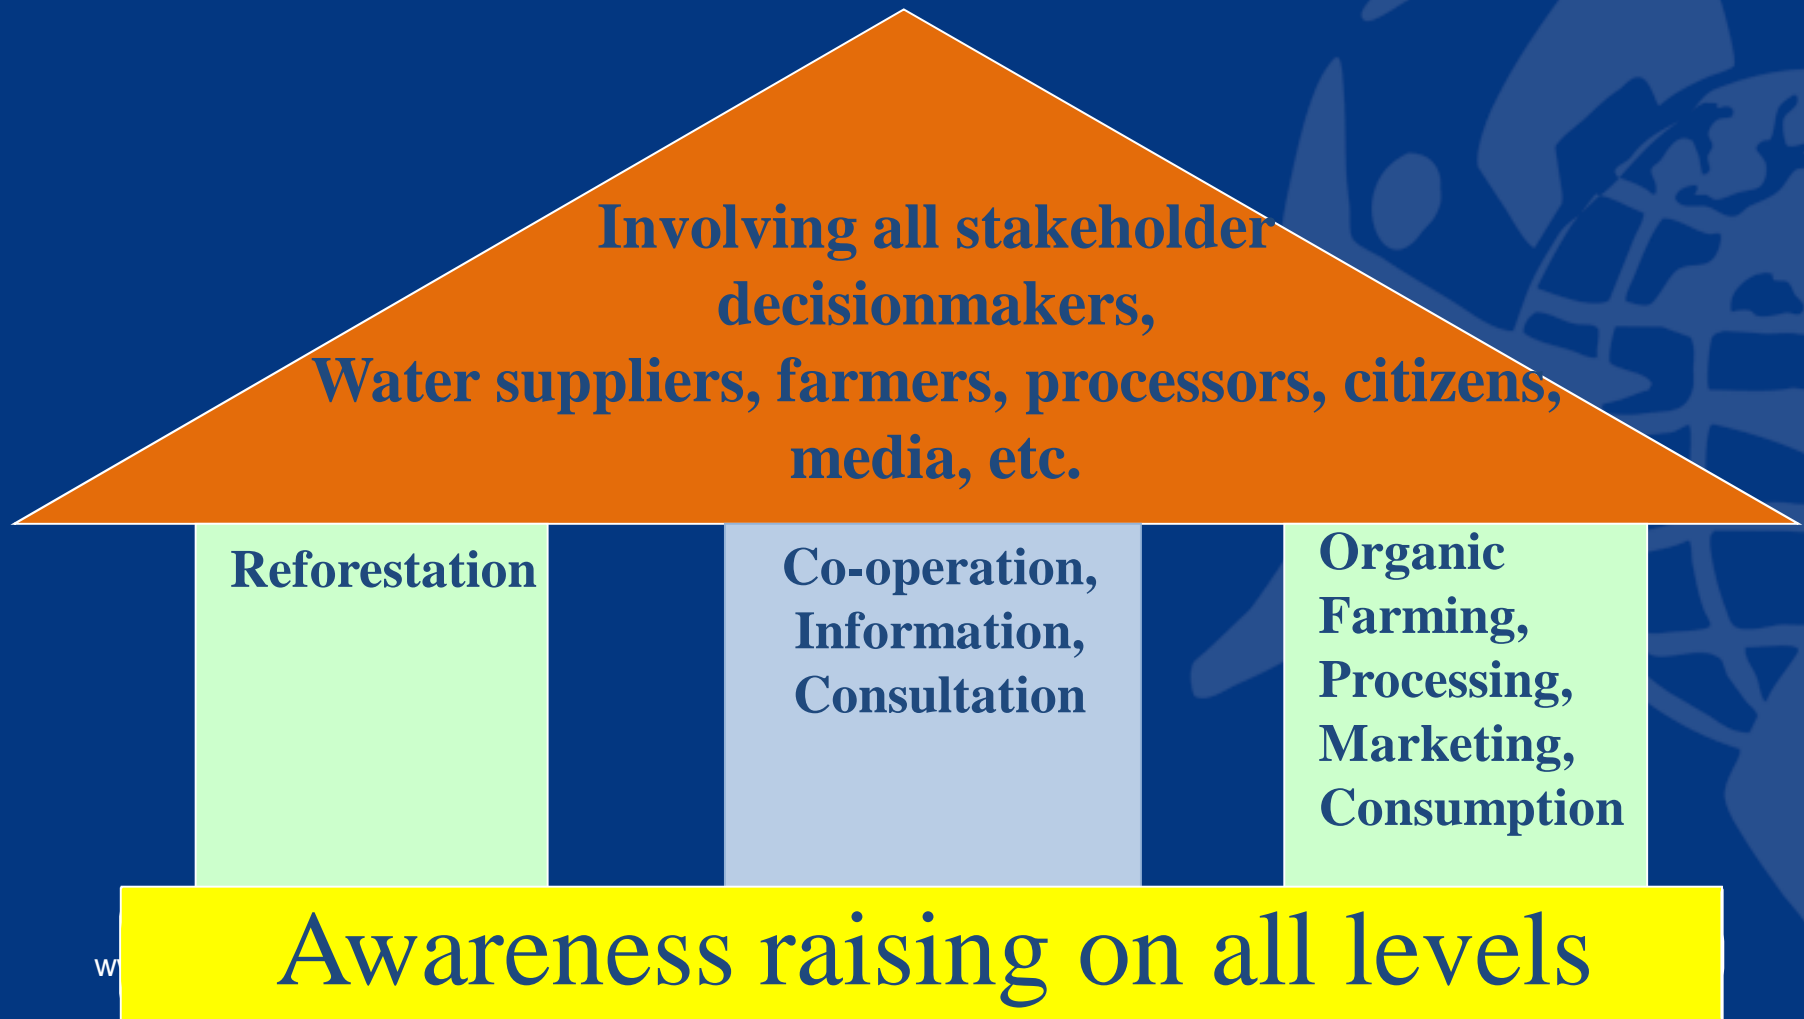 Involving all stakeholder
decisionmakers,
Water suppliers, farmers, processors, citizens,
media, etc.
Reforestation
Co-operation,
Information,
Consultation
Organic
Farming,
Processing,
Marketing,
Consumption
Awareness raising on all levels